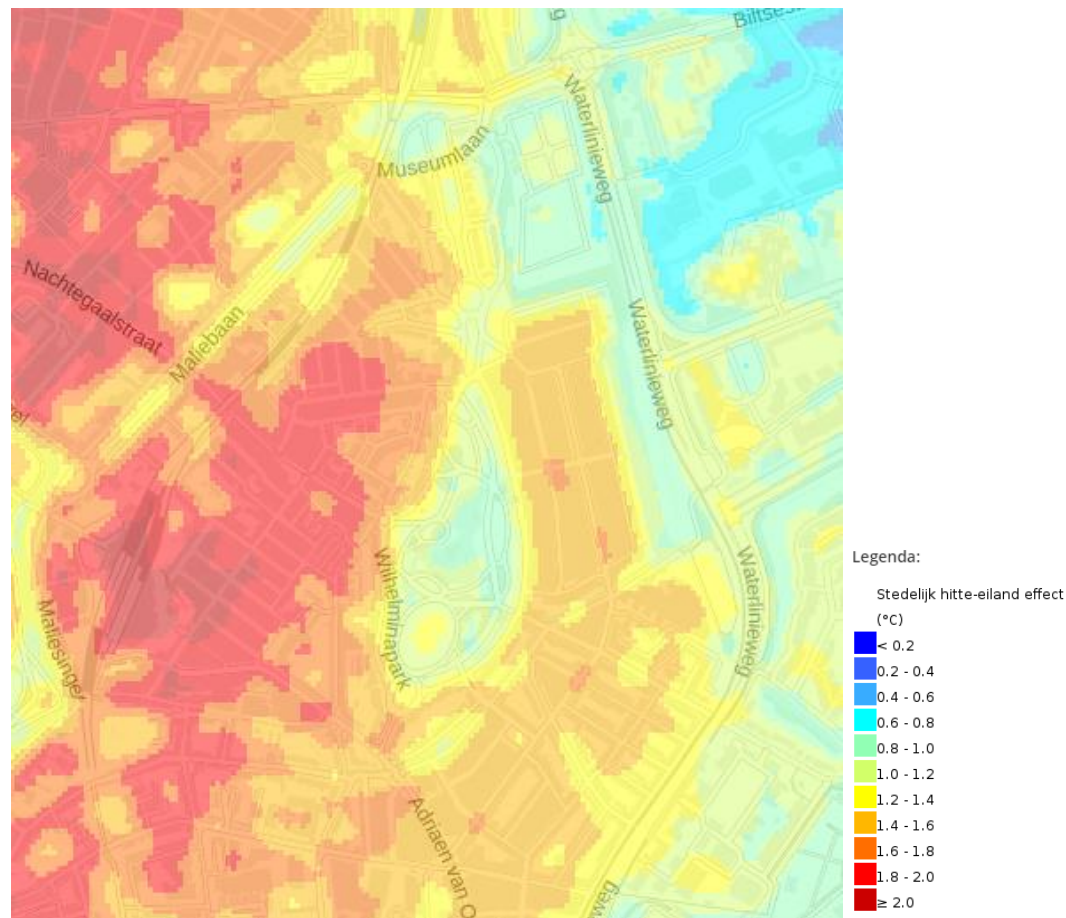 Biltses
Waterlinieweg
Museumlaan
Nachtegaalstraat
Maliebaan
Waterlinieweg
Wilhelminapark
Waterlinieweg
Maliesingel
Adriaen van O
weg
Legenda:
Stedelijk hitte-eiland effect
(°C)
< 0.2
0.2 - 0.4
0.4 - 0.6
0.6 - 0.8
0.8 - 1.0
1.0 - 1.2
1.2 - 1.4
1.4 - 1.6
1.6 - 1.8
1.8 - 2.0
≥ 2.0